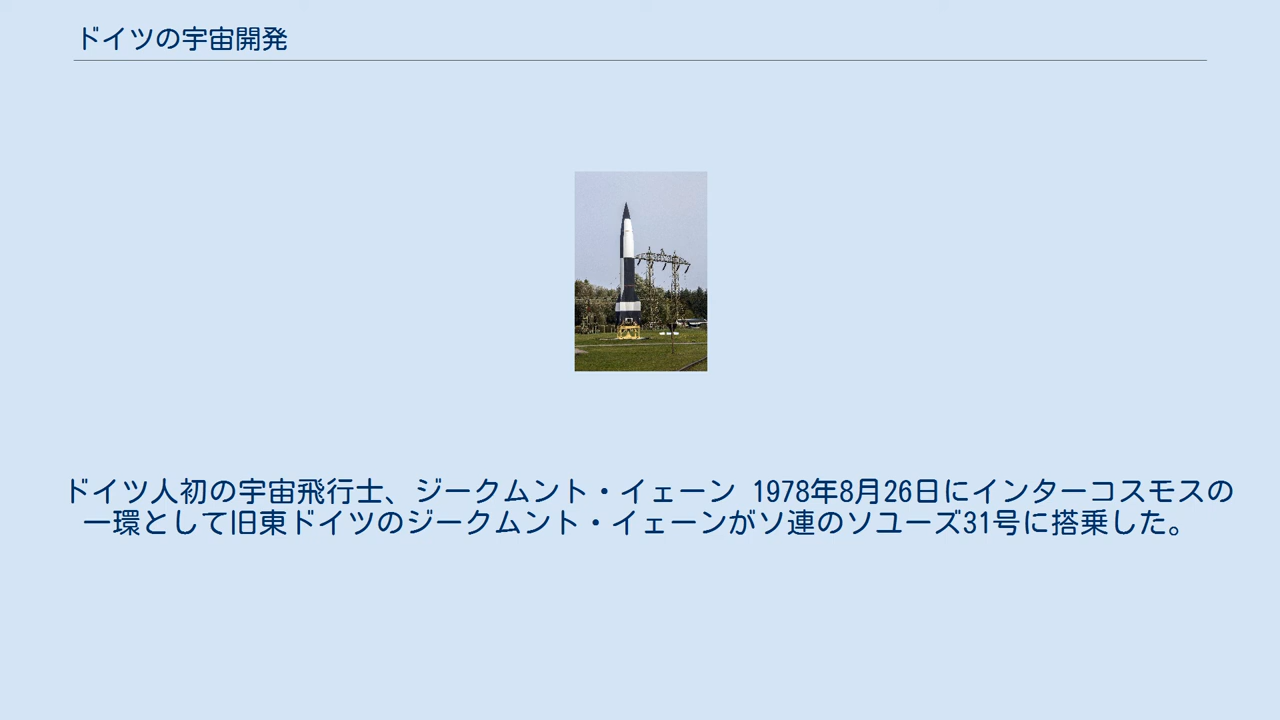 ドイツの宇宙開発
ドイツ人初の宇宙飛行士、ジークムント・イェーン 1978年8月26日にインターコスモスの
一環として旧東ドイツのジークムント・イェーンがソ連のソユーズ31号に搭乗した。